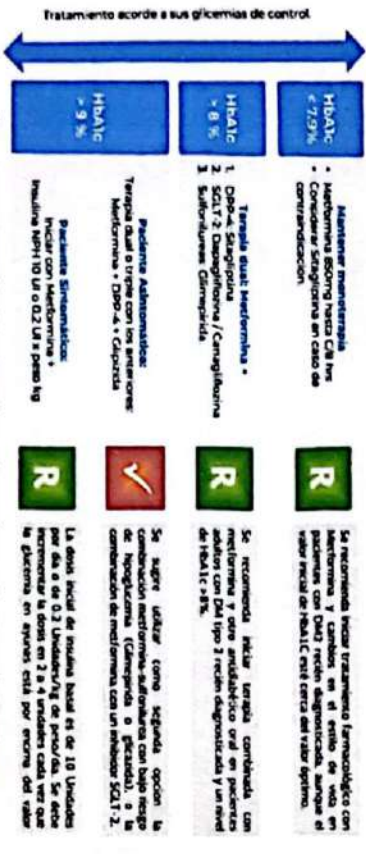 Tratamiento acorde a sus glicemias de control
HbA1c
< 7.9%
Mantener monoterapia
• Metformina 850mg hasta C/8 hrs
• Considerar Sitagliptina en caso de
contraindicación.
R
Se recomienda iniciar tratamiento farmacológico con
Metformina y cambios en el estilo de vida en
pacientes con DM2 recién diagnosticada, aunque el
valor inicial de HbA1C esté cerca del valor óptimo.
HbA1c
> 8 %
Terapia dual: Metformina +
1. DPP-4: Sitagliptina
2. SGLT-2: Dapagliflozina / Canagliflozina
3. Sulfonilureas: Glimepirida
R
Se recomienda iniciar terapia combinada con
metformina y otro antidiabético oral en pacientes
adultos con DM tipo 2 recién diagnosticada y un nivel
de HbA1c >8%.
HbA1c
> 9 %
Paciente Asintomático:
Terapia dual o triple con los anteriores:
Metformina + DPP-4 + Glipizida
Se sugiere utilizar como segunda opción la
combinación metformina-sulfonilurea con bajo riesgo
de hipoglucemia (Glimepirida o glicazida), o la
combinación de metformina con un inhibidor SGLT-2.
Paciente Sintomático:
Iniciar con Metformina +
Insulina NPH 10 UI o 0.2 UI x peso kg
R
La dosis inicial de insulina basal es de 10 Unidades
por día o de 0.2 Unidades/kg de peso/día. Se debe
incrementar la dosis en 2 a 4 unidades cada vez que
la glucemia en ayunas está por encima del valor